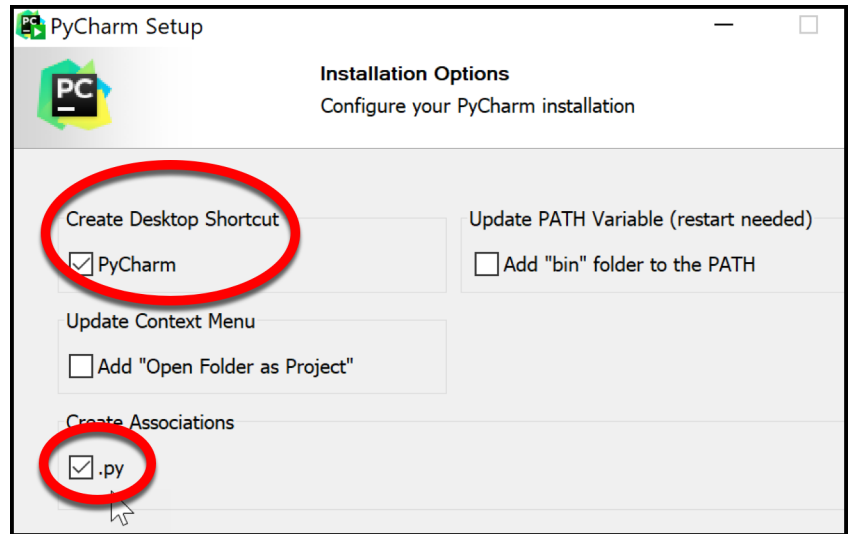 PyCharm Setup
PC
Installation Options
Configure your PyCharm installation
Create Desktop Shortcut
PyCharm
Update PATH Variable (restart needed)
Add "bin" folder to the PATH
Update Context Menu
Add "Open Folder as Project"
Create Associations
.py